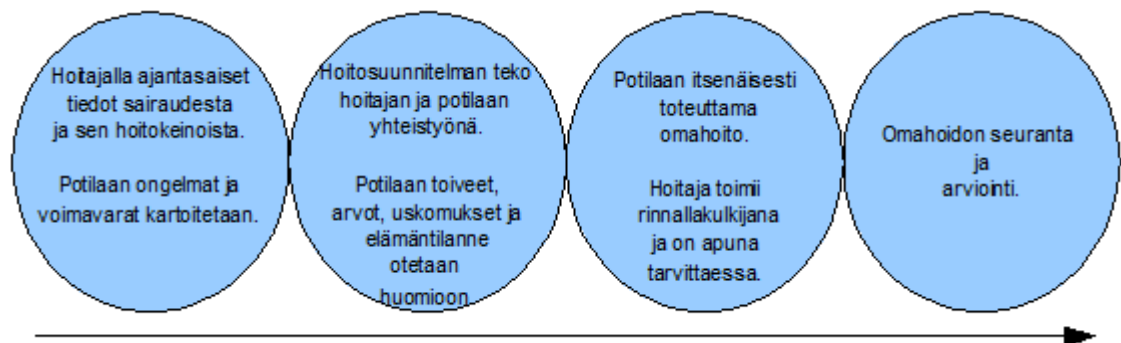 Hoitajalla ajantasaiset
tiedot sairaudesta
ja sen hoitokeinoista.
Potilaan ongelmat ja
voimavarat kartoitetaan.
Hoitosuunnitelman teko
hoitajan ja potilaan
yhteistyönä.
Potilaan toiveet,
arvot, uskomukset ja
elämäntilanne
otetaan
huomioon
Potilaan itsenäisesti
toteuttama
omahoito.
Hoitaja toimii
rinnallakulkijana
ja on apuna
tarvittaessa.
Omahoidon seuranta
ja
arviointi.